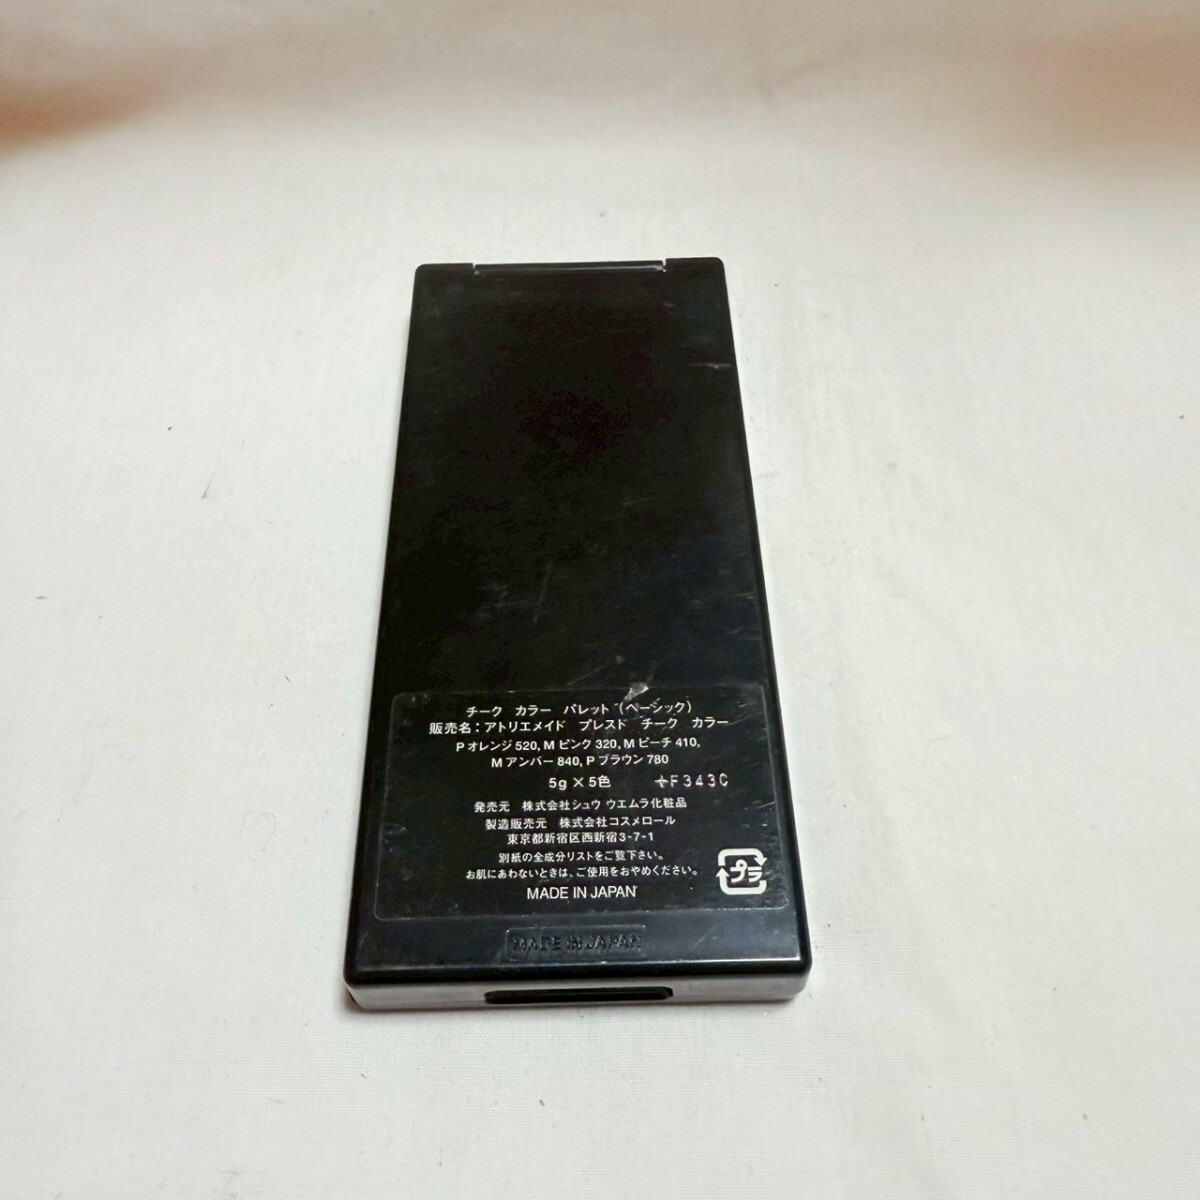 チーク カラー パレット (ベーシック)
販売名：アトリエメイド プレスド チーク カラー
P オレンジ 520, M ピンク 320, M ピーチ 410,
M アンバー 840, P ブラウン 780
5g × 5色 +F343C
発売元 株式会社シュウ ウエムラ化粧品
製造販売元 株式会社コスメロール
東京都新宿区西新宿3-7-1
別紙の全成分リストをご覧下さい。
お肌にあわないときは、ご使用をおやめください。
プラ
MADE IN JAPAN
MADE IN JAPAN